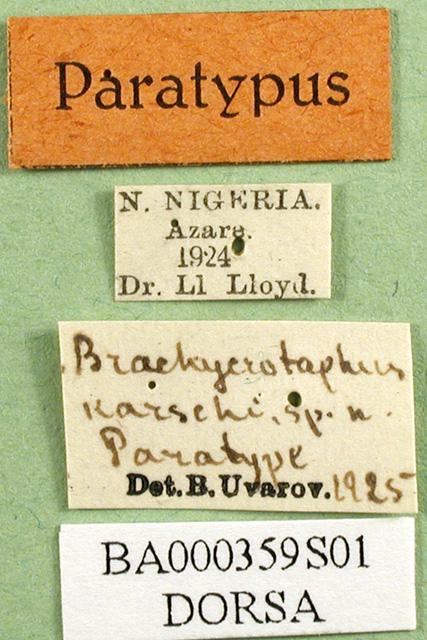 Paratypus
N. NIGERIA.
Azare.
1924
Dr. Ll Lloyd.
Brachycrotaphus
karschi, sp. n.
Paratype
Det. B. Uvarov. 1925
BA000359S01
DORSA